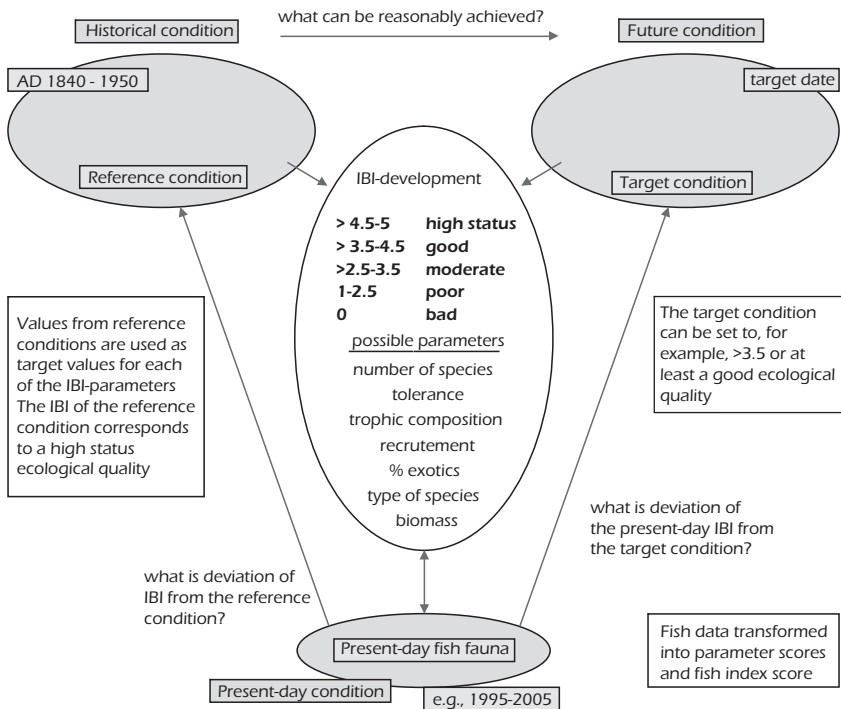 what can be reasonably achieved?
Historical condition
Future condition
AD 1840 - 1950
target date
Reference condition
Target condition
IBI-development
> 4.5-5 high status
> 3.5-4.5 good
>2.5-3.5 moderate
1-2.5 poor
0 bad
possible parameters
number of species
tolerance
trophic composition
recrutement
% exotics
type of species
biomass
Values from reference
conditions are used as
target values for each
of the IBI-parameters
The IBI of the reference
condition corresponds
to a high status
ecological quality
The target condition
can be set to, for
example, >3.5 or at
least a good ecological
quality
what is deviation of
the present-day IBI from
the target condition?
what is deviation of
IBI from the reference
condition?
Present-day fish fauna
Present-day condition
e.g., 1995-2005
Fish data transformed
into parameter scores
and fish index score